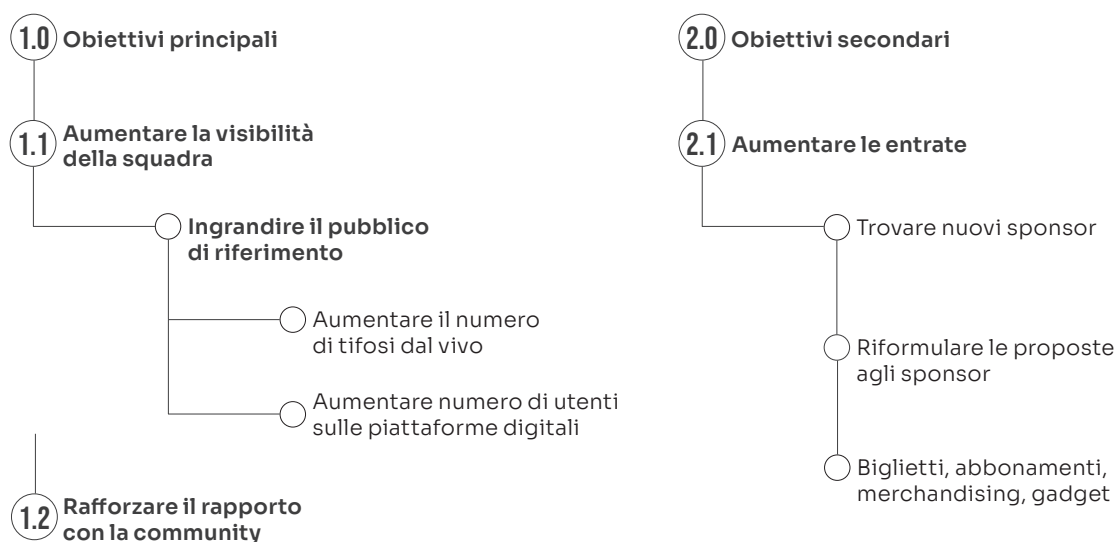 1.0 Obiettivi principali
1.1 Aumentare la visibilità
della squadra
Ingrandire il pubblico
di riferimento
Aumentare il numero
di tifosi dal vivo
Aumentare numero di utenti
sulle piattaforme digitali
1.2 Rafforzare il rapporto
con la community
2.0 Obiettivi secondari
2.1 Aumentare le entrate
Trovare nuovi sponsor
Riformulare le proposte
agli sponsor
Biglietti, abbonamenti,
merchandising, gadget